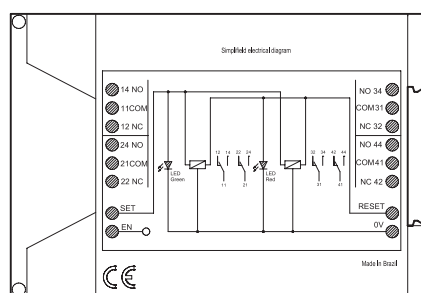 Simplifield electrical diagram
14 NO
11COM
12 NC
24 NO
21COM
22 NC
SET
EN
LED
Green
12 14
11
22 24
21
LED
Red
32 34
31
42 44
41
NO 34
COM31
NC 32
NO 44
COM41
NC 42
RESET
0V
Made in Brazil
CE